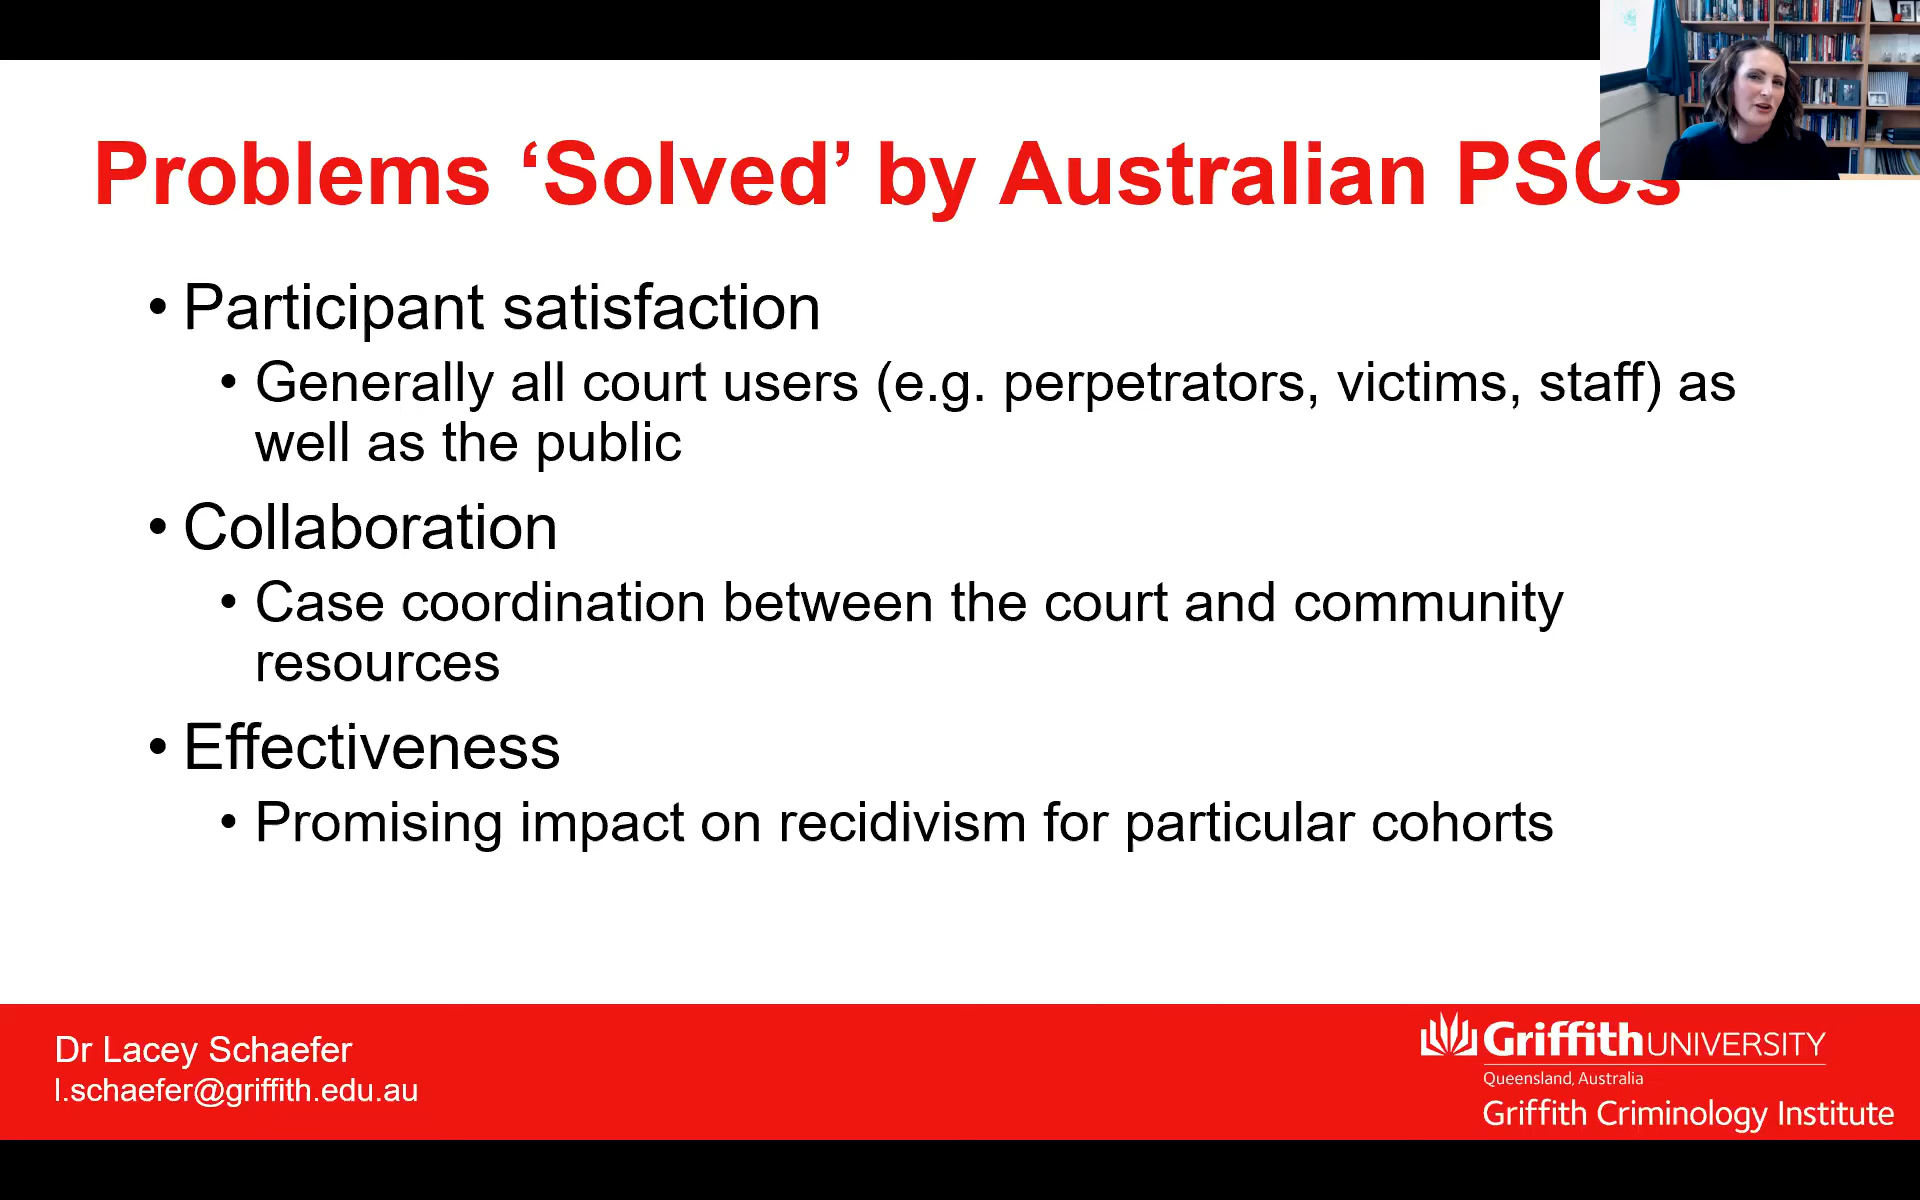 Problems ‘Solved’ by Australian PSCs
• Participant satisfaction
• Generally all court users (e.g. perpetrators, victims, staff) as
well as the public
• Collaboration
• Case coordination between the court and community
resources
• Effectiveness
• Promising impact on recidivism for particular cohorts
Dr Lacey Schaefer
l.schaefer@griffith.edu.au
Griffith UNIVERSITY
Queensland, Australia
Griffith Criminology Institute